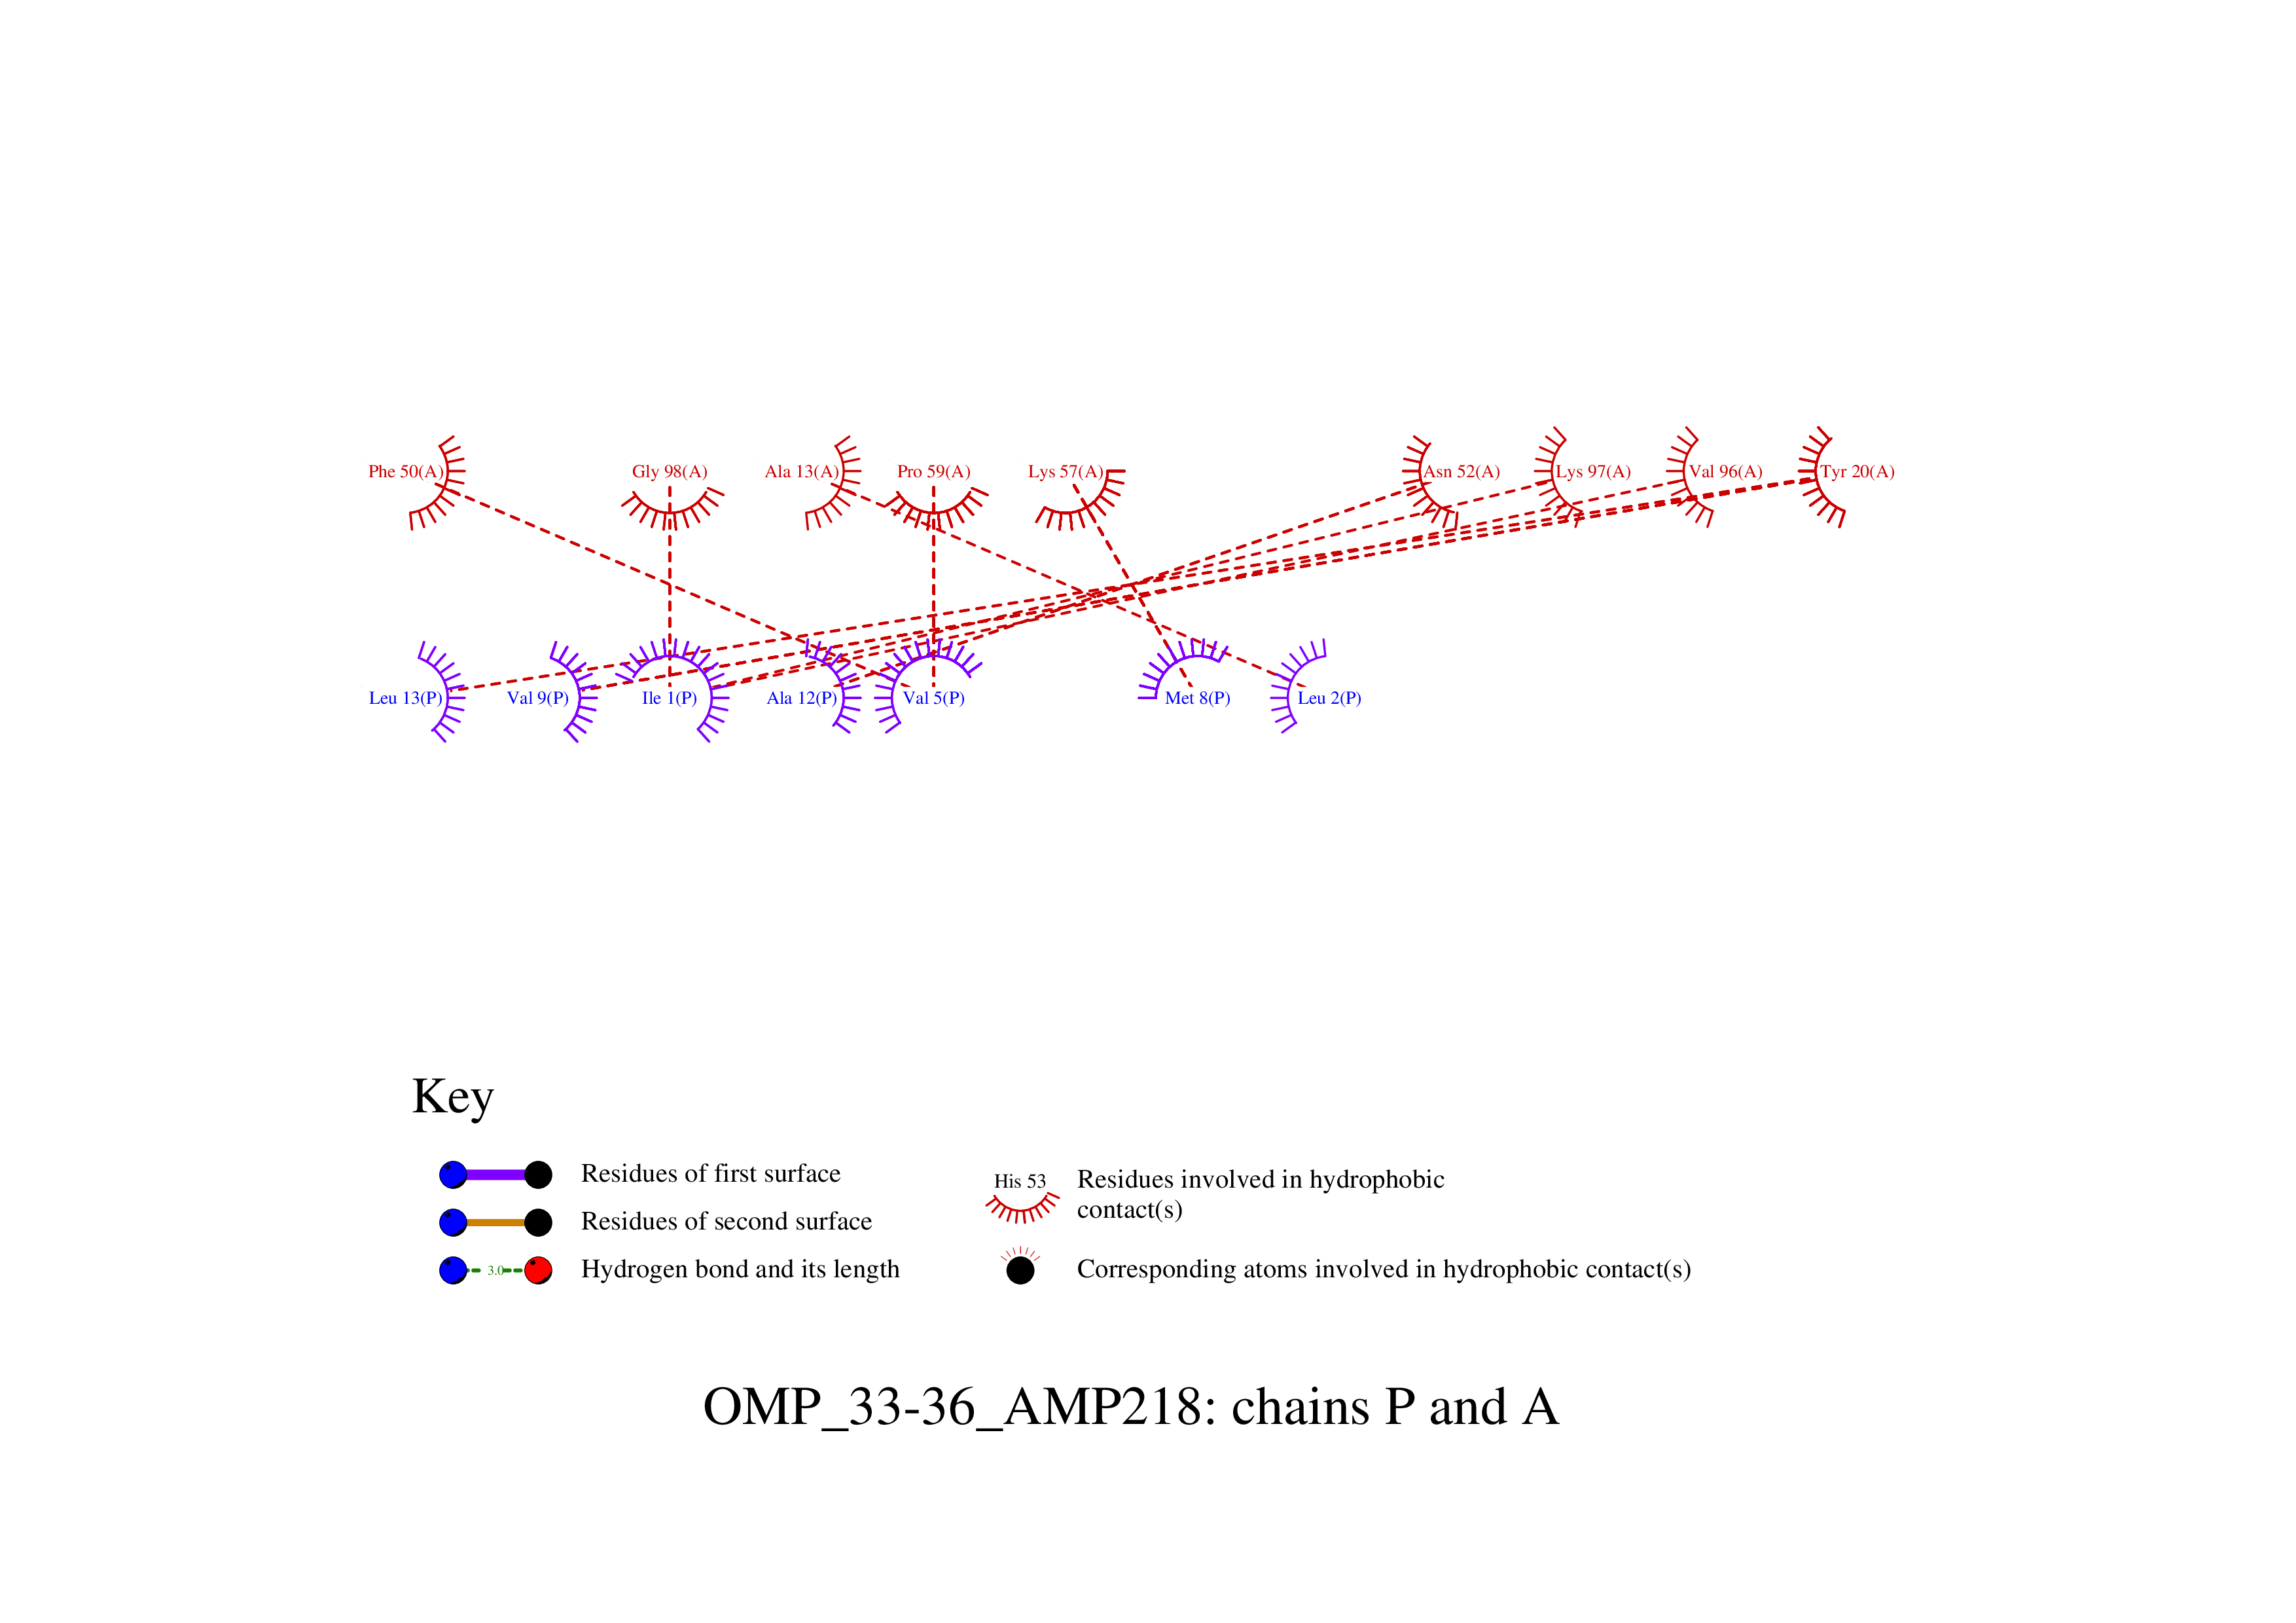 Phe 50(A) Gly 98(A) Ala 13(A) Pro 59(A) Lys 57(A) Asn 52(A) Lys 97(A) Val 96(A) Tyr 20(A)
Leu 13(P) Val 9(P) Ile 1(P) Ala 12(P) Val 5(P) Met 8(P) Leu 2(P)
Key
Residues of first surface
Residues of second surface
3.0 Hydrogen bond and its length
His 53 Residues involved in hydrophobic
contact(s)
Corresponding atoms involved in hydrophobic contact(s)
OMP_33-36_AMP218: chains P and A